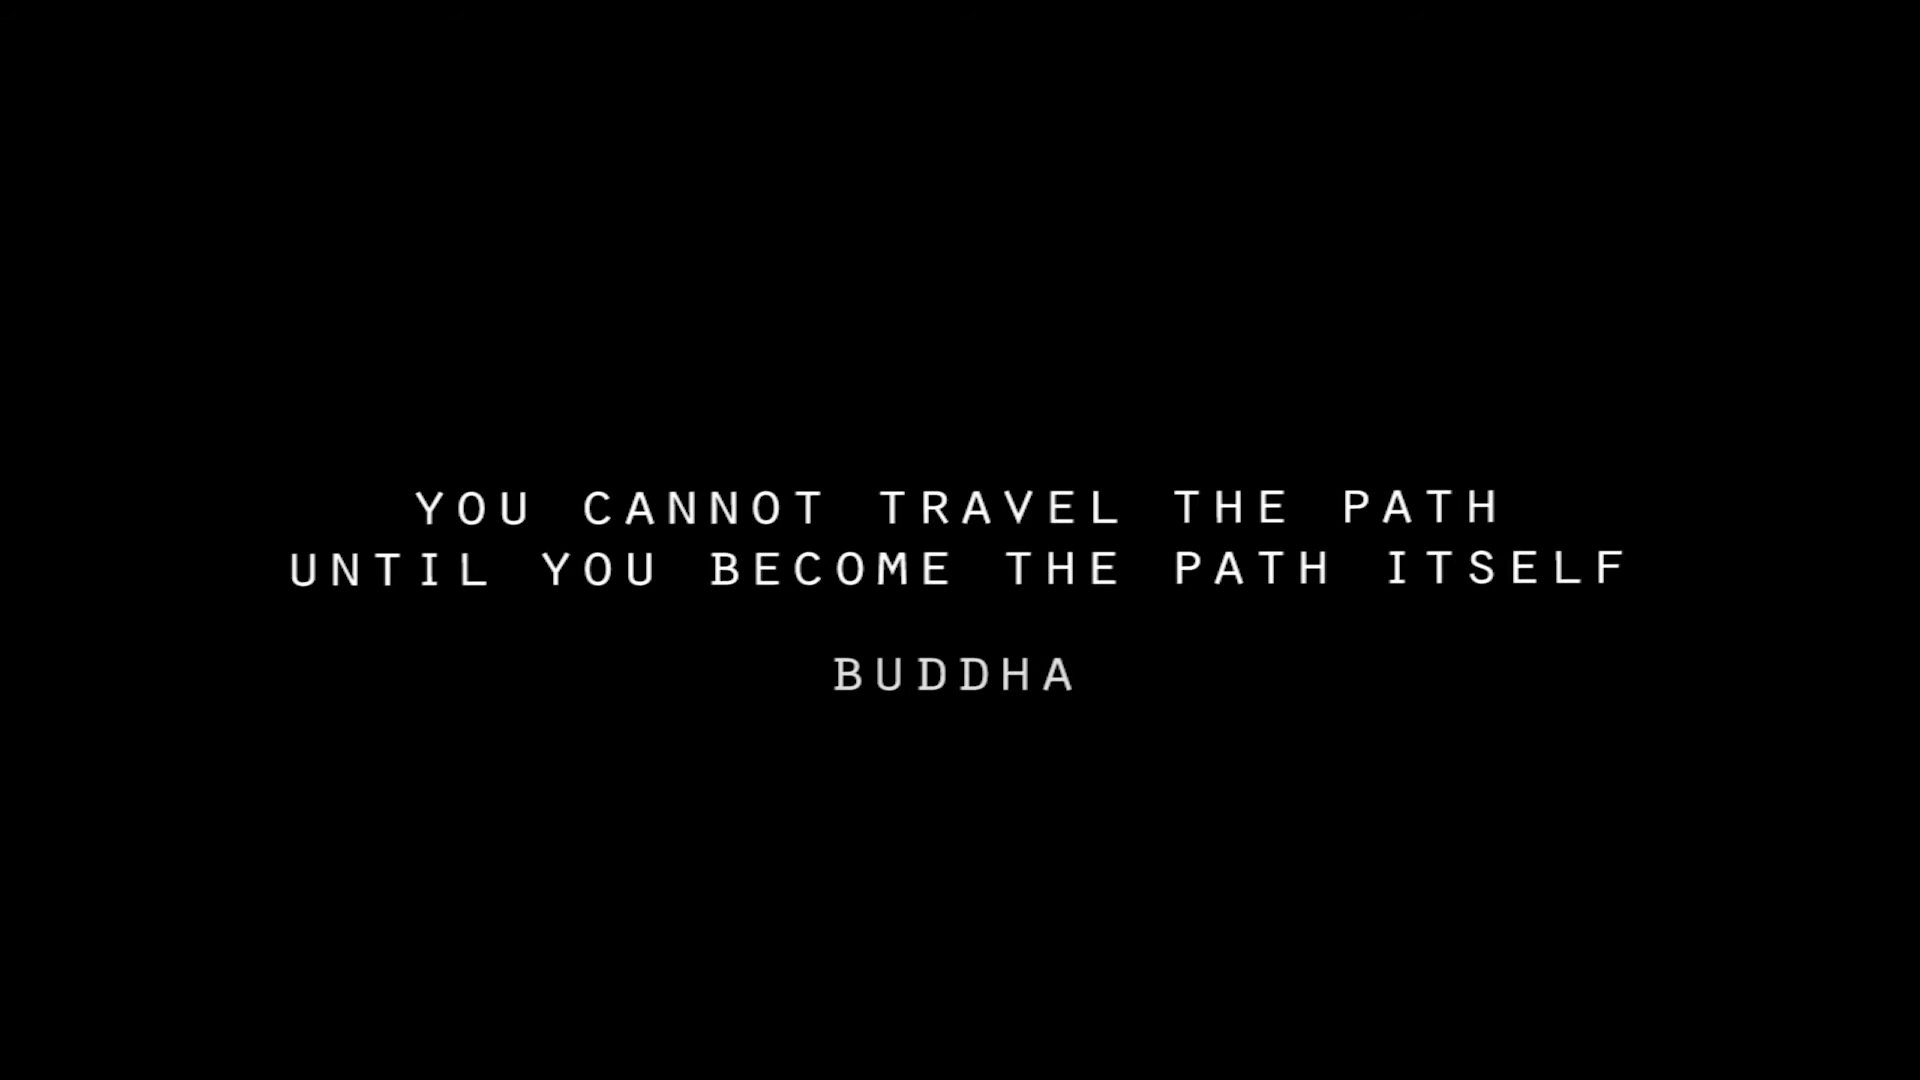 YOU CANNOT TRAVEL THE PATH
UNTIL YOU BECOME THE PATH ITSELF
BUDDHA